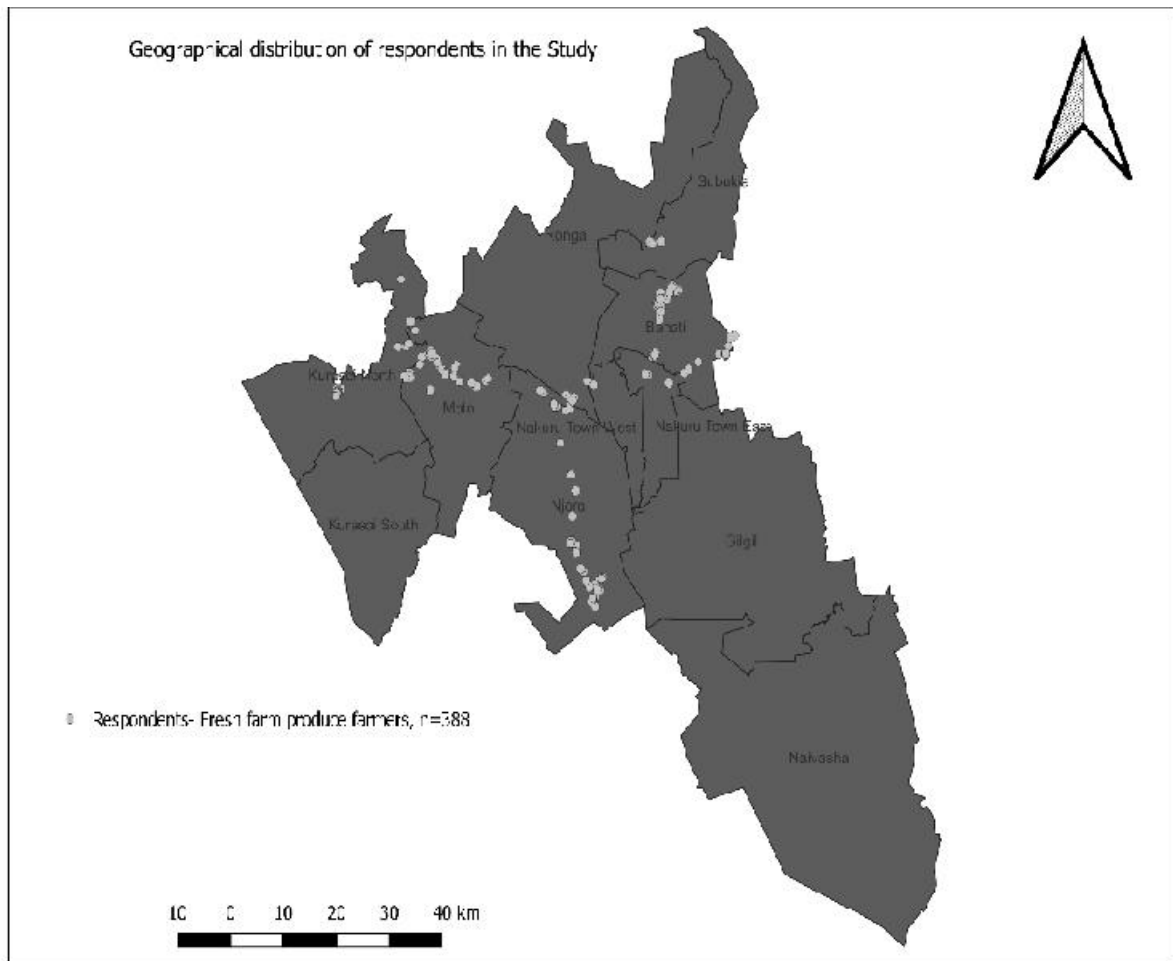 Geographical distribution of respondents in the Study
Subukia
Bahati
Kuresoi North
Molo
Nakuru Town West
Nakuru Town East
Njoro
Kuresoi South
Gilgil
Respondents- Fresh farm produce farmers, n=388
Naivasha
10 0 10 20 30 40 km